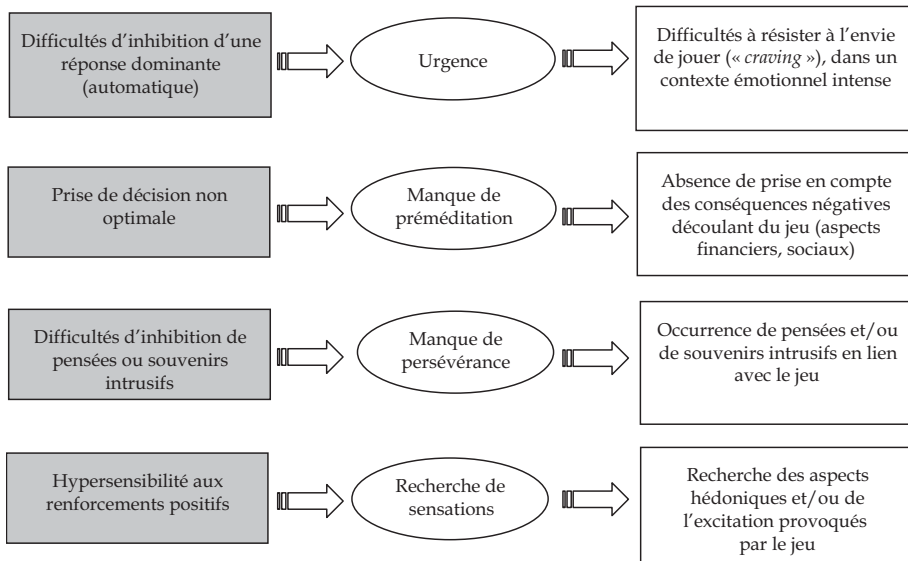 Difficultés d’inhibition d’une
réponse dominante
(automatique)
Urgence
Difficultés à résister à l’envie
de jouer (« craving »), dans un
contexte émotionnel intense
Prise de décision non
optimale
Manque de
préméditation
Absence de prise en compte
des conséquences négatives
découlant du jeu (aspects
financiers, sociaux)
Difficultés d’inhibition de
pensées ou souvenirs
intrusifs
Manque de
persévérance
Occurrence de pensées et/ou
de souvenirs intrusifs en lien
avec le jeu
Hypersensibilité aux
renforcements positifs
Recherche de
sensations
Recherche des aspects
hédoniques et/ou de
l’excitation provoqués
par le jeu